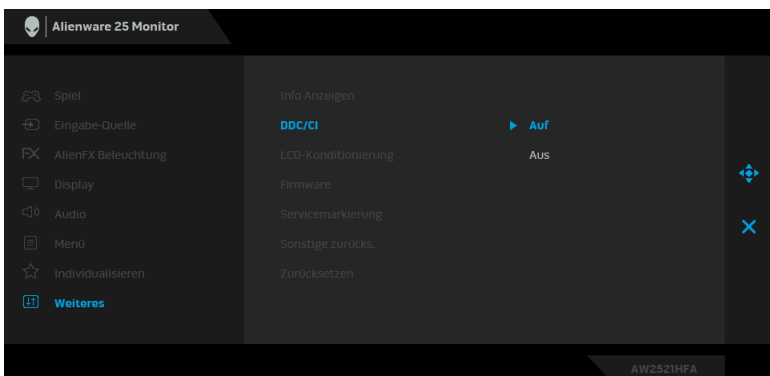 Alienware 25 Monitor
Spiel
Eingabe-Quelle
FX AlienFX Beleuchtung
Display
Audio
Menü
Individualisieren
Weiteres
Info Anzeigen
DDC/CI Auf
LCD-Konditionierung Aus
Firmware
Servicemarkierung
Sonstige zurücks.
Zurücksetzen
AW2521HFA